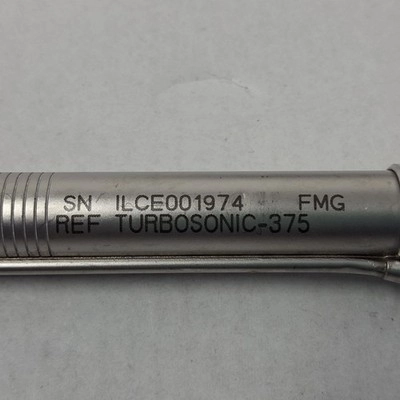 SN ILCE001974 FMG
REF TURBOSONIC-375